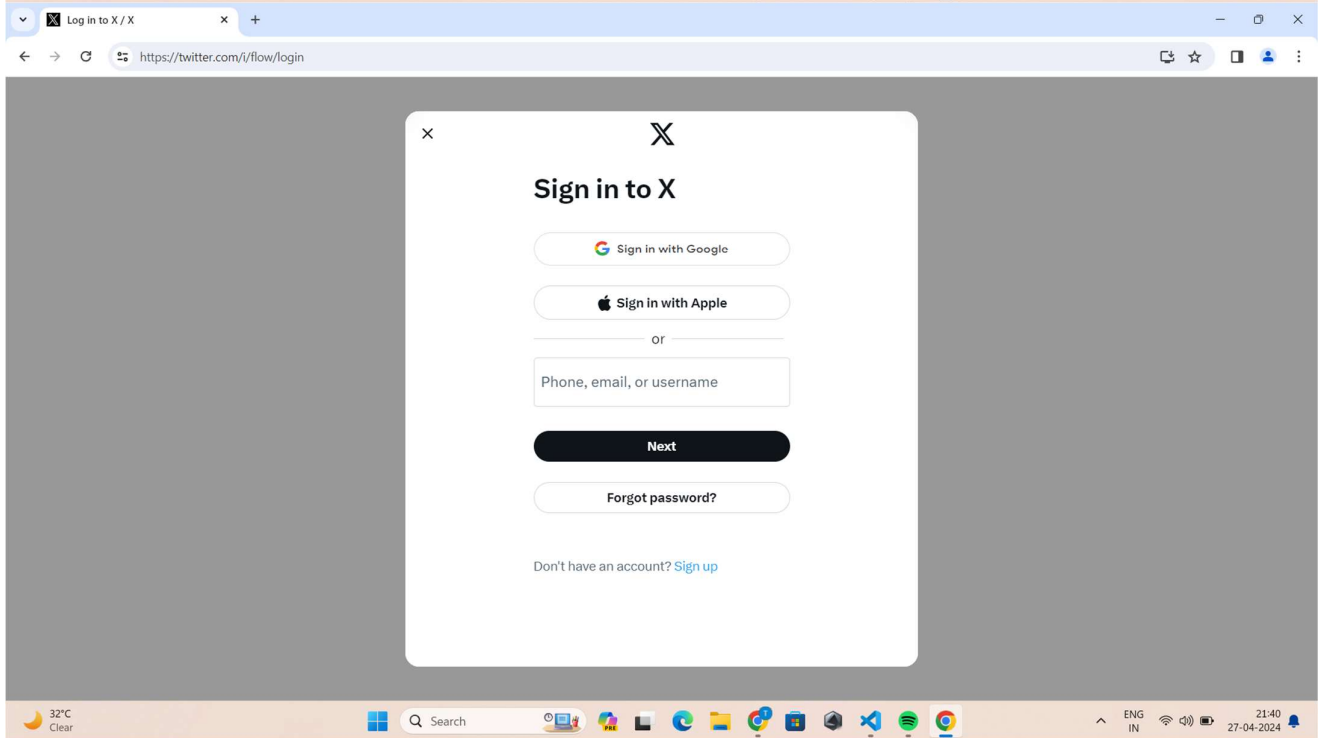 Log in to X / X
https://twitter.com/i/flow/login
Sign in to X
Sign in with Google
Sign in with Apple
or
Phone, email, or username
Next
Forgot password?
Don't have an account? Sign up
32°C
Clear
Search
PRE
T
ENG
IN
21:40
27-04-2024